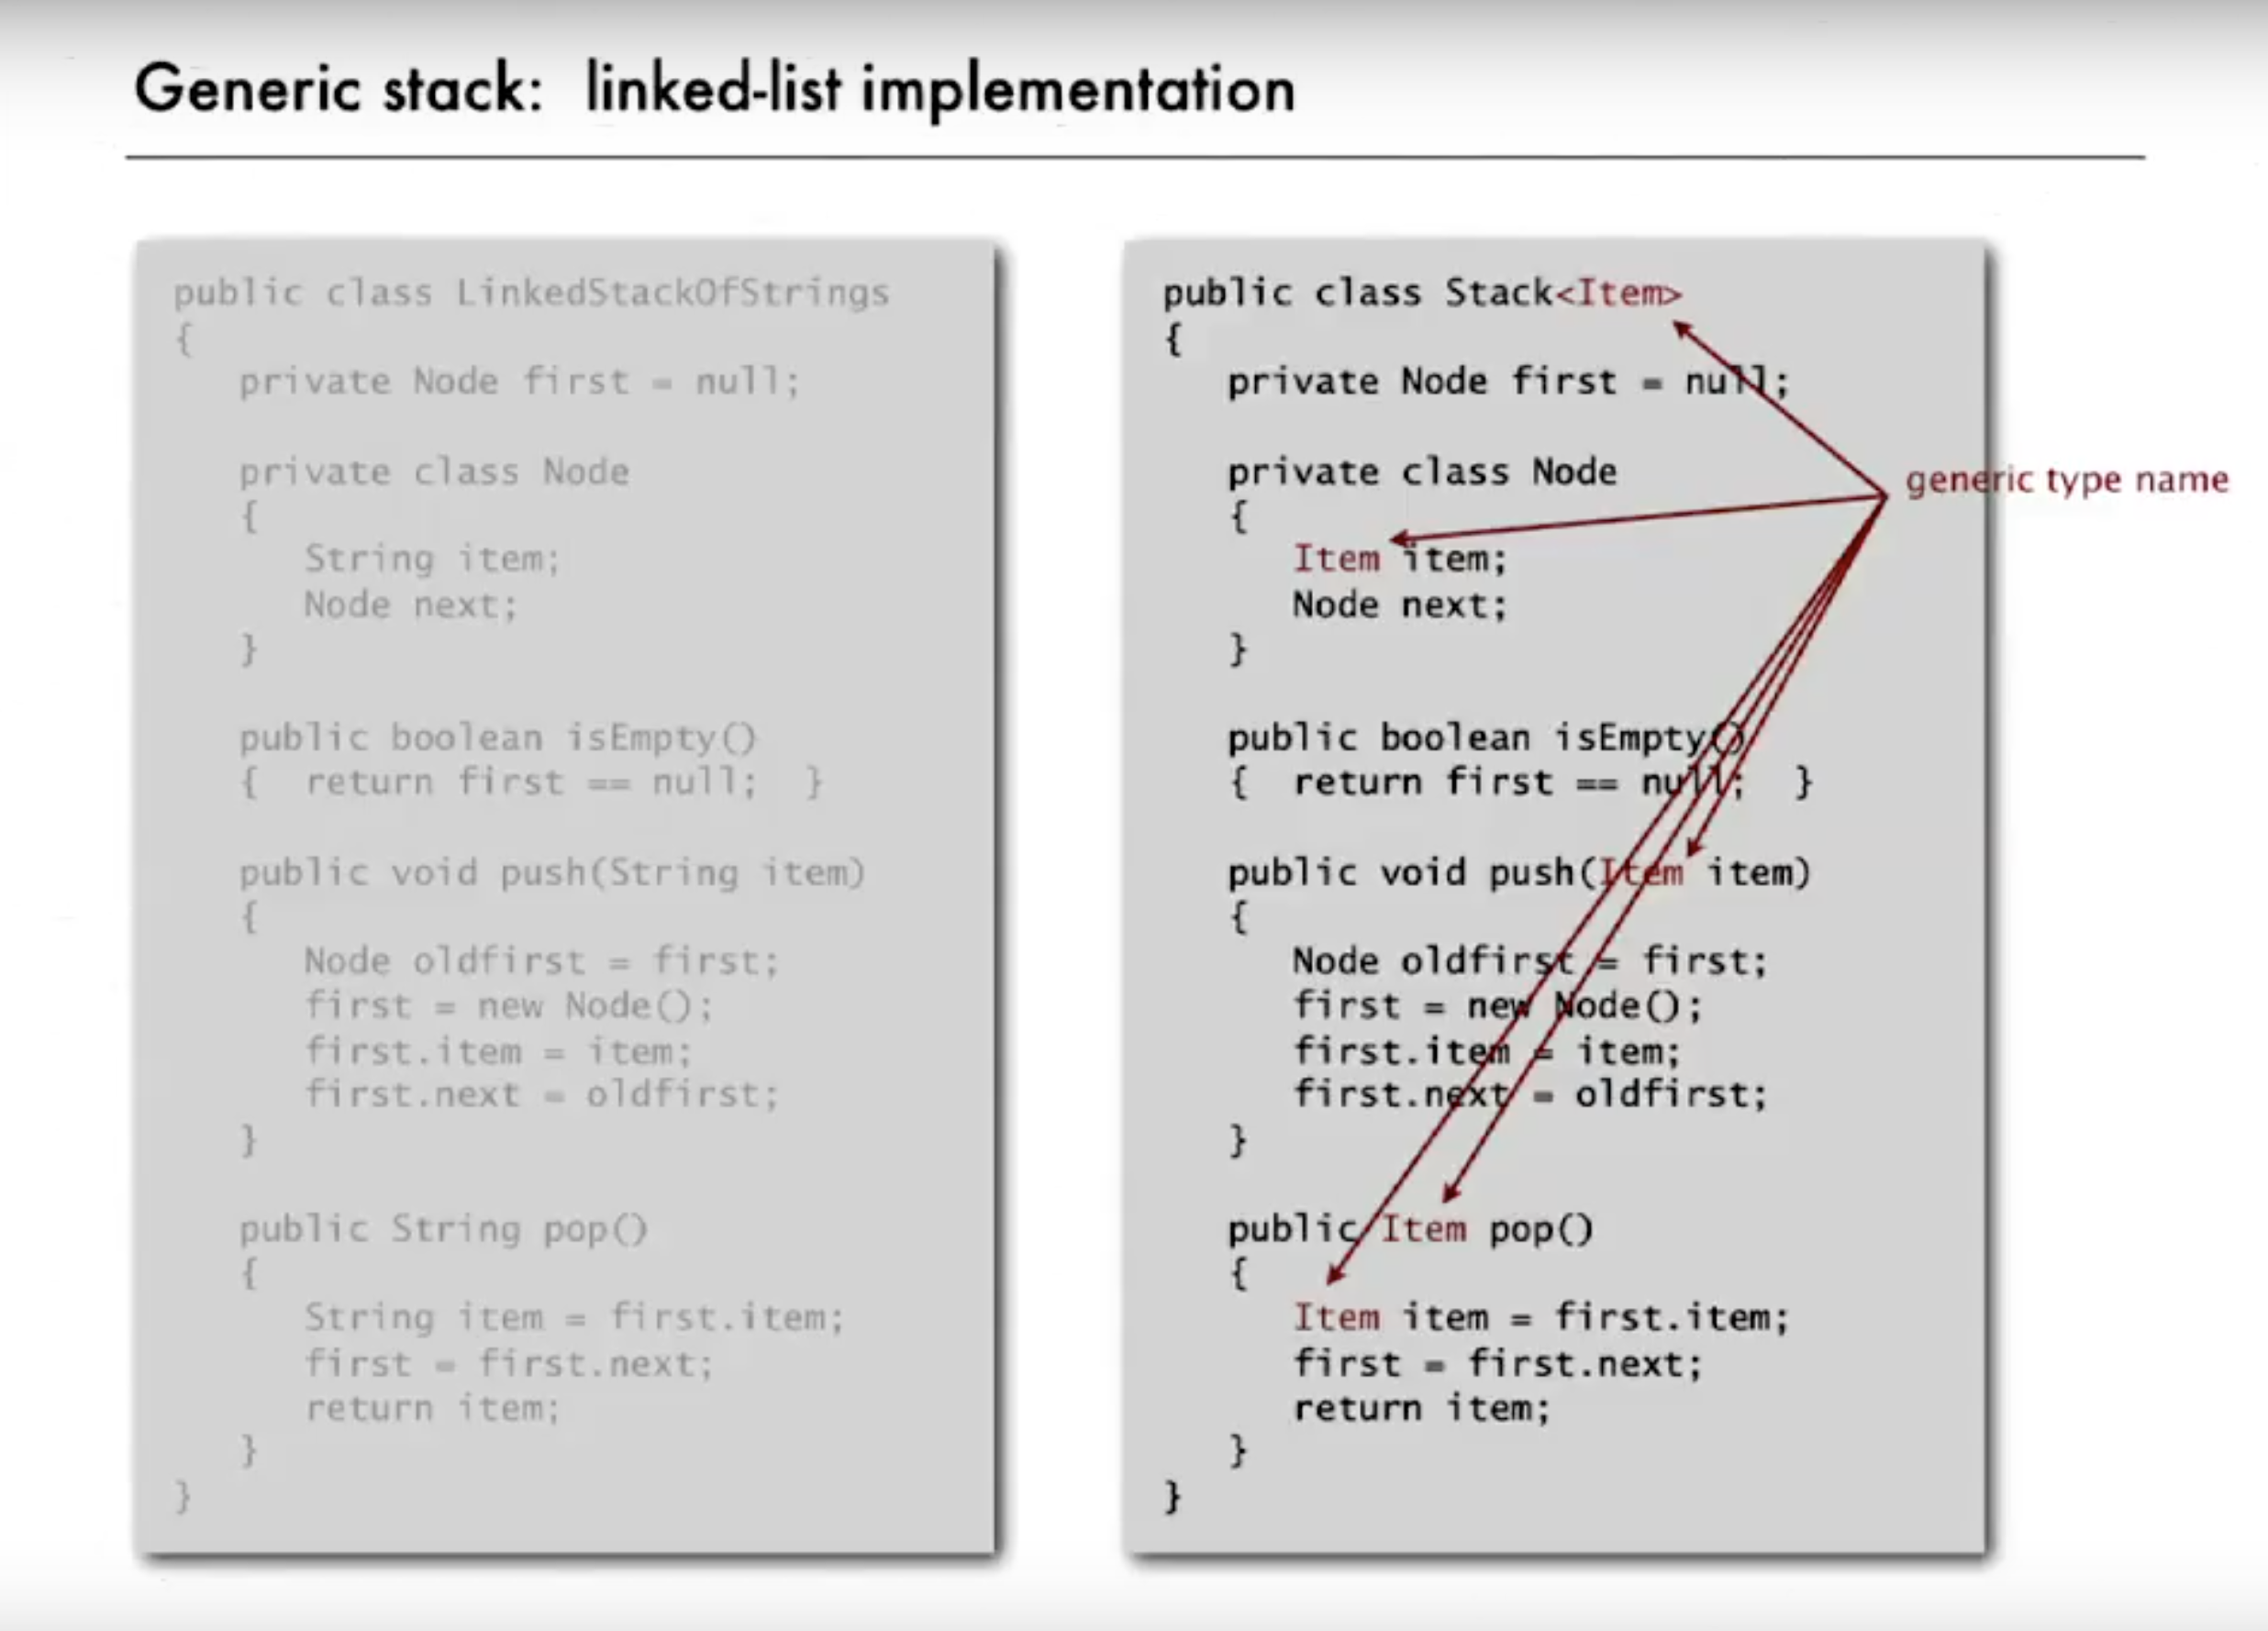 Generic stack: linked-list implementation
public class LinkedStackOfStrings
{
private Node first = null;
private class Node
{
String item;
Node next;
}
public boolean isEmpty()
{ return first == null; }
public void push(String item)
{
Node oldfirst = first;
first = new Node();
first.item = item;
first.next = oldfirst;
}
public String pop()
{
String item = first.item;
first = first.next;
return item;
}
}
public class Stack<Item>
{
private Node first = null;
private class Node
{
Item item;
Node next;
}
public boolean isEmpty()
{ return first == null; }
public void push(Item item)
{
Node oldfirst = first;
first = new Node();
first.item = item;
first.next = oldfirst;
}
public Item pop()
{
Item item = first.item;
first = first.next;
return item;
}
}
generic type name